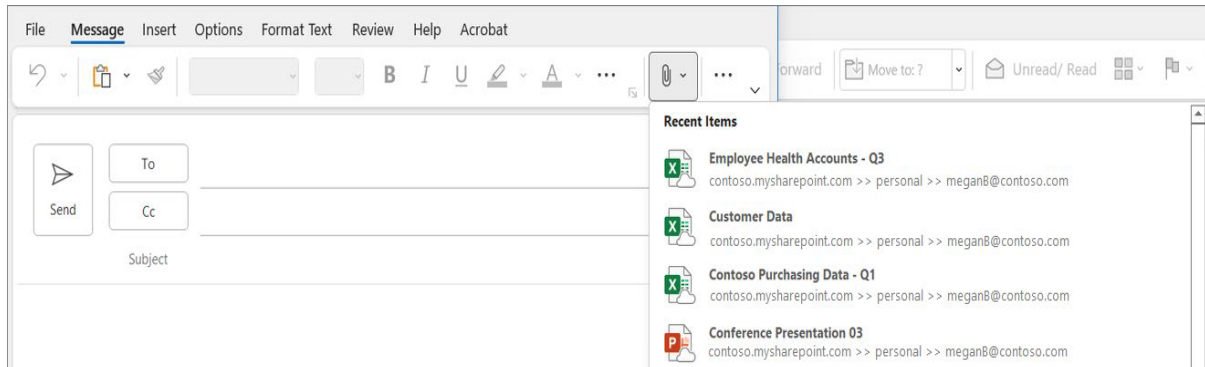 File Message Insert Options Format Text Review Help Acrobat
B I U A ... ... orward Move to: ? Unread/ Read
Recent Items
Employee Health Accounts - Q3
contoso.mysharepoint.com >> personal >> meganB@contoso.com
To
Send
Cc
Customer Data
contoso.mysharepoint.com >> personal >> meganB@contoso.com
Subject
Contoso Purchasing Data - Q1
contoso.mysharepoint.com >> personal >> meganB@contoso.com
Conference Presentation 03
contoso.mysharepoint.com >> personal >> meganB@contoso.com